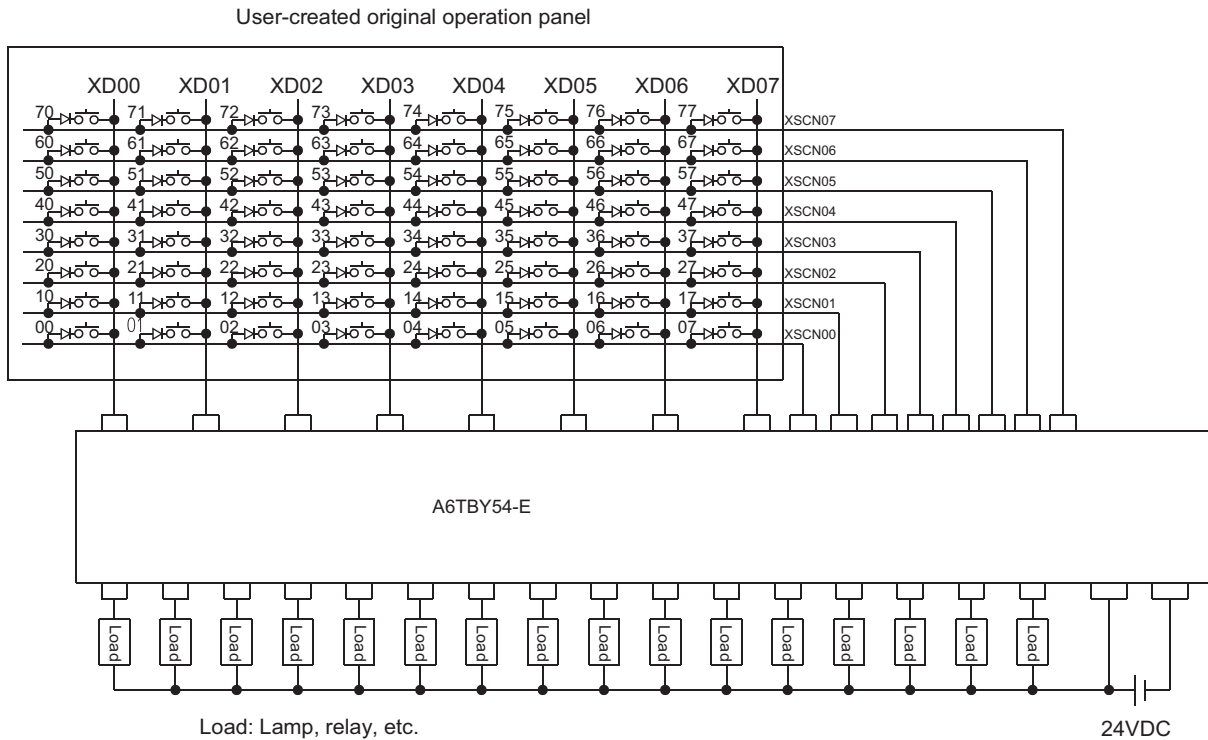 User-created original operation panel
XD00 XD01 XD02 XD03 XD04 XD05 XD06 XD07
70 71 72 73 74 75 76 77 XSCN07
60 61 62 63 64 65 66 67 XSCN06
50 51 52 53 54 55 56 57 XSCN05
40 41 42 43 44 45 46 47 XSCN04
30 31 32 33 34 35 36 37 XSCN03
20 21 22 23 24 25 26 27 XSCN02
10 11 12 13 14 15 16 17 XSCN01
00 01 02 03 04 05 06 07 XSCN00
A6TBY54-E
Load Load Load Load Load Load Load Load Load Load Load Load Load Load Load Load
Load: Lamp, relay, etc.
24VDC